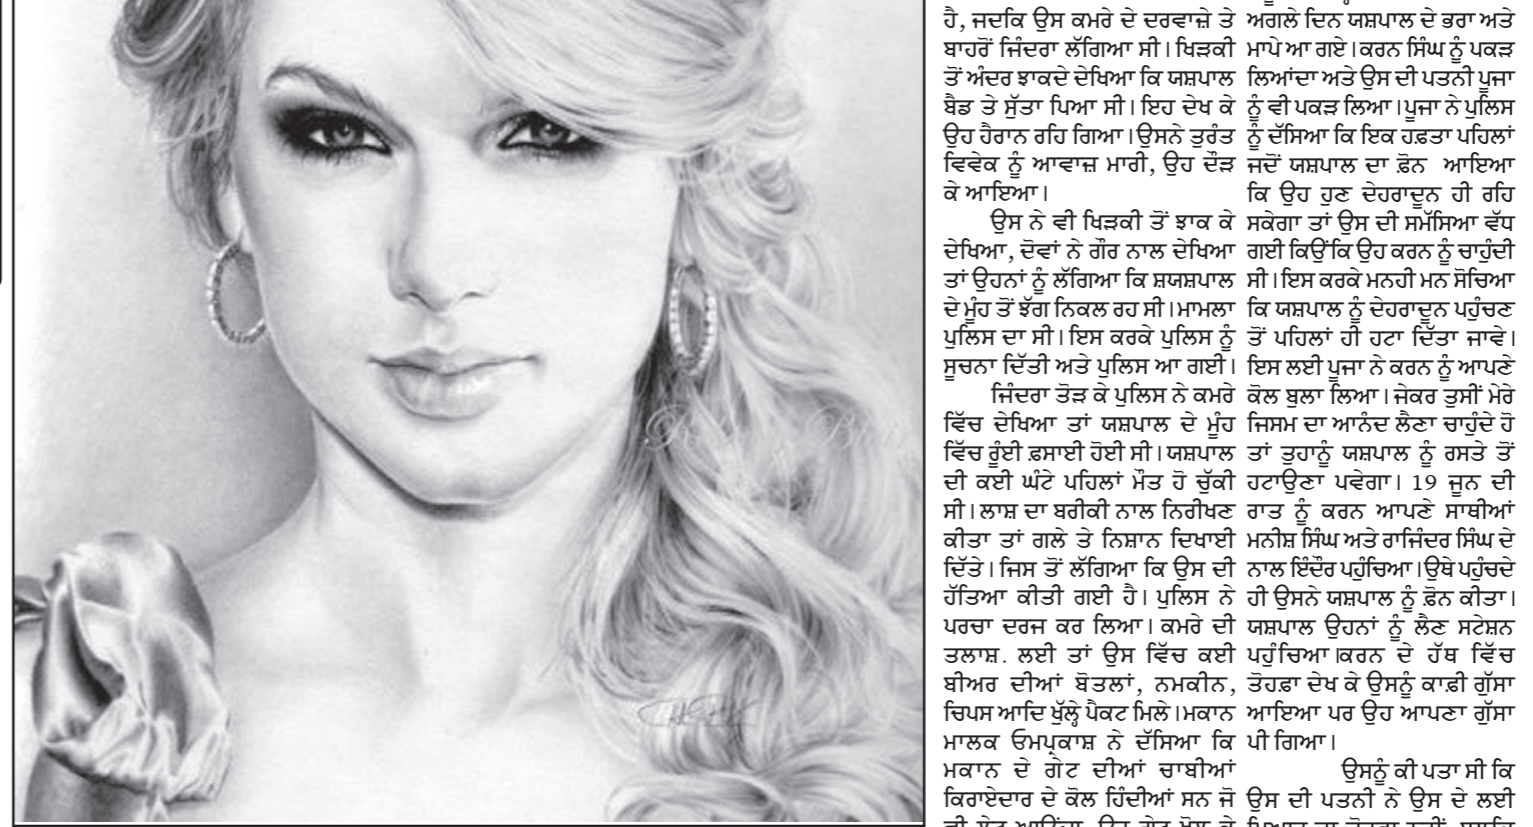 ਹੈ, ਜਦਕਿ ਉਸ ਕਮਰੇ ਦੇ ਦਰਵਾਜ਼ੇ ਤੇ
ਬਾਹਰੋਂ ਜਿੰਦਰਾ ਲੱਗਿਆ ਸੀ। ਖਿੜਕੀ
ਤੋਂ ਅੰਦਰ ਝਾਕਦੇ ਦੇਖਿਆ ਕਿ ਯਸ਼ਪਾਲ
ਬੈਡ ਤੇ ਸੁੱਤਾ ਪਿਆ ਸੀ। ਇਹ ਦੇਖ ਕੇ
ਉਹ ਹੈਰਾਨ ਰਹਿ ਗਿਆ। ਉਸਨੇ ਤੁਰੰਤ
ਵਿਵੇਕ ਨੂੰ ਆਵਾਜ਼ ਮਾਰੀ, ਉਹ ਦੌੜ
ਕੇ ਆਇਆ।
ਉਸ ਨੇ ਵੀ ਖਿੜਕੀ ਤੋਂ ਝਾਕ ਕੇ
ਦੇਖਿਆ, ਦੋਵਾਂ ਨੇ ਗੌਰ ਨਾਲ ਦੇਖਿਆ
ਤਾਂ ਉਹਨਾਂ ਨੂੰ ਲੱਗਿਆ ਕਿ ਸ਼ਯਸ਼ਪਾਲ
ਦੇ ਮੂੰਹ ਤੋਂ ਝੱਗ ਨਿਕਲ ਰਹ ਸੀ। ਮਾਮਲਾ
ਪੁਲਿਸ ਦਾ ਸੀ। ਇਸ ਕਰਕੇ ਪੁਲਿਸ ਨੂੰ
ਸੂਚਨਾ ਦਿੱਤੀ ਅਤੇ ਪੁਲਿਸ ਆ ਗਈ।
ਜਿੰਦਰਾ ਤੋੜ ਕੇ ਪੁਲਿਸ ਨੇ ਕਮਰੇ
ਵਿੱਚ ਦੇਖਿਆ ਤਾਂ ਯਸ਼ਪਾਲ ਦੇ ਮੂੰਹ
ਵਿੱਚ ਰੂੰਈ ਫ਼ਸਾਈ ਹੋਈ ਸੀ। ਯਸ਼ਪਾਲ
ਦੀ ਕਈ ਘੰਟੇ ਪਹਿਲਾਂ ਮੌਤ ਹੋ ਚੁੱਕੀ
ਸੀ। ਲਾਸ਼ ਦਾ ਬਰੀਕੀ ਨਾਲ ਨਿਰੀਖਣ
ਕੀਤਾ ਤਾਂ ਗਲੇ ਤੇ ਨਿਸ਼ਾਨ ਦਿਖਾਈ
ਦਿੱਤੇ। ਜਿਸ ਤੋਂ ਲੱਗਿਆ ਕਿ ਉਸ ਦੀ
ਹੱਤਿਆ ਕੀਤੀ ਗਈ ਹੈ। ਪੁਲਿਸ ਨੇ
ਪਰਚਾ ਦਰਜ ਕਰ ਲਿਆ। ਕਮਰੇ ਦੀ
ਤਲਾਸ਼. ਲਈ ਤਾਂ ਉਸ ਵਿੱਚ ਕਈ
ਬੀਅਰ ਦੀਆਂ ਬੋਤਲਾਂ, ਨਮਕੀਨ,
ਚਿਪਸ ਆਦਿ ਖੁੱਲ੍ਹੇ ਪੈਕਟ ਮਿਲੇ। ਮਕਾਨ
ਮਾਲਕ ਓਮਪ੍ਰਕਾਸ਼ ਨੇ ਦੱਸਿਆ ਕਿ
ਮਕਾਨ ਦੇ ਗੇਟ ਦੀਆਂ ਚਾਬੀਆਂ
ਕਿਰਾਏਦਾਰ ਦੇ ਕੋਲ ਹਿੰਦੀਆਂ ਸਨ ਜੋ
ਅਗਲੇ ਦਿਨ ਯਸ਼ਪਾਲ ਦੇ ਭਰਾ ਅਤੇ
ਮਾਪੇ ਆ ਗਏ। ਕਰਨ ਸਿੰਘ ਨੂੰ ਪਕੜ
ਲਿਆਂਦਾ ਅਤੇ ਉਸ ਦੀ ਪਤਨੀ ਪੂਜਾ
ਨੂੰ ਵੀ ਪਕੜ ਲਿਆ। ਪੂਜਾ ਨੇ ਪੁਲਿਸ
ਨੂੰ ਦੱਸਿਆ ਕਿ ਇਕ ਹਫ਼ਤਾ ਪਹਿਲਾਂ
ਜਦੋਂ ਯਸ਼ਪਾਲ ਦਾ ਫ਼ੋਨ ਆਇਆ
ਕਿ ਉਹ ਹੁਣ ਦੇਹਰਾਦੂਨ ਹੀ ਰਹਿ
ਸਕੇਗਾ ਤਾਂ ਉਸ ਦੀ ਸਮੱਸਿਆ ਵੱਧ
ਗਈ ਕਿਉਂਕਿ ਉਹ ਕਰਨ ਨੂੰ ਚਾਹੁੰਦੀ
ਸੀ। ਇਸ ਕਰਕੇ ਮਨਹੀ ਮਨ ਸੋਚਿਆ
ਕਿ ਯਸ਼ਪਾਲ ਨੂੰ ਦੇਹਰਾਦੂਨ ਪਹੁੰਚਣ
ਤੋਂ ਪਹਿਲਾਂ ਹੀ ਹਟਾ ਦਿੱਤਾ ਜਾਵੇ।
ਇਸ ਲਈ ਪੂਜਾ ਨੇ ਕਰਨ ਨੂੰ ਆਪਣੇ
ਕੋਲ ਬੁਲਾ ਲਿਆ। ਜੇਕਰ ਤੁਸੀਂ ਮੇਰੇ
ਜਿਸਮ ਦਾ ਆਨੰਦ ਲੈਣਾ ਚਾਹੁੰਦੇ ਹੋ
ਤਾਂ ਤੁਹਾਨੂੰ ਯਸ਼ਪਾਲ ਨੂੰ ਰਸਤੇ ਤੋਂ
ਹਟਾਉਣਾ ਪਵੇਗਾ। 19 ਜੂਨ ਦੀ
ਰਾਤ ਨੂੰ ਕਰਨ ਆਪਣੇ ਸਾਥੀਆਂ
ਮਨੀਸ਼ ਸਿੰਘ ਅਤੇ ਰਾਜਿੰਦਰ ਸਿੰਘ ਦੇ
ਨਾਲ ਇੰਦੌਰ ਪਹੁੰਚਿਆ। ਉਥੇ ਪਹੁੰਚਦੇ
ਹੀ ਉਸਨੇ ਯਸ਼ਪਾਲ ਨੂੰ ਫ਼ੋਨ ਕੀਤਾ।
ਯਸ਼ਪਾਲ ਉਹਨਾਂ ਨੂੰ ਲੈਣ ਸਟੇਸ਼ਨ
ਪਹੁੰਚਿਆ।ਕਰਨ ਦੇ ਹੱਥ ਵਿੱਚ
ਤੋਹਫ਼ਾ ਦੇਖ ਕੇ ਉਸਨੂੰ ਕਾਫ਼ੀ ਗੁੱਸਾ
ਆਇਆ ਪਰ ਉਹ ਆਪਣਾ ਗੁੱਸਾ
ਪੀ ਗਿਆ।
ਉਸਨੂੰ ਕੀ ਪਤਾ ਸੀ ਕਿ
ਉਸ ਦੀ ਪਤਨੀ ਨੇ ਉਸ ਦੇ ਲਈ